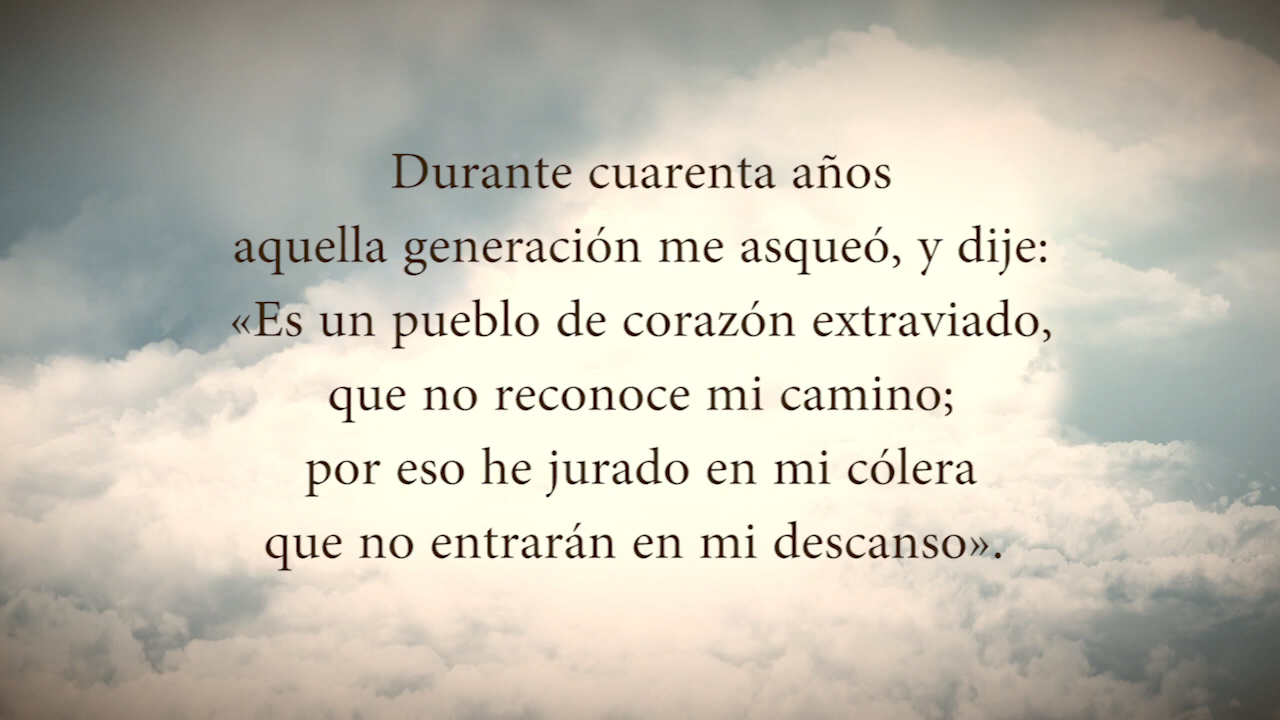 Durante cuarenta años
aquella generación me asqueó, y dije:
«Es un pueblo de corazón extraviado,
que no reconoce mi camino;
por eso he jurado en mi cólera
que no entrarán en mi descanso».